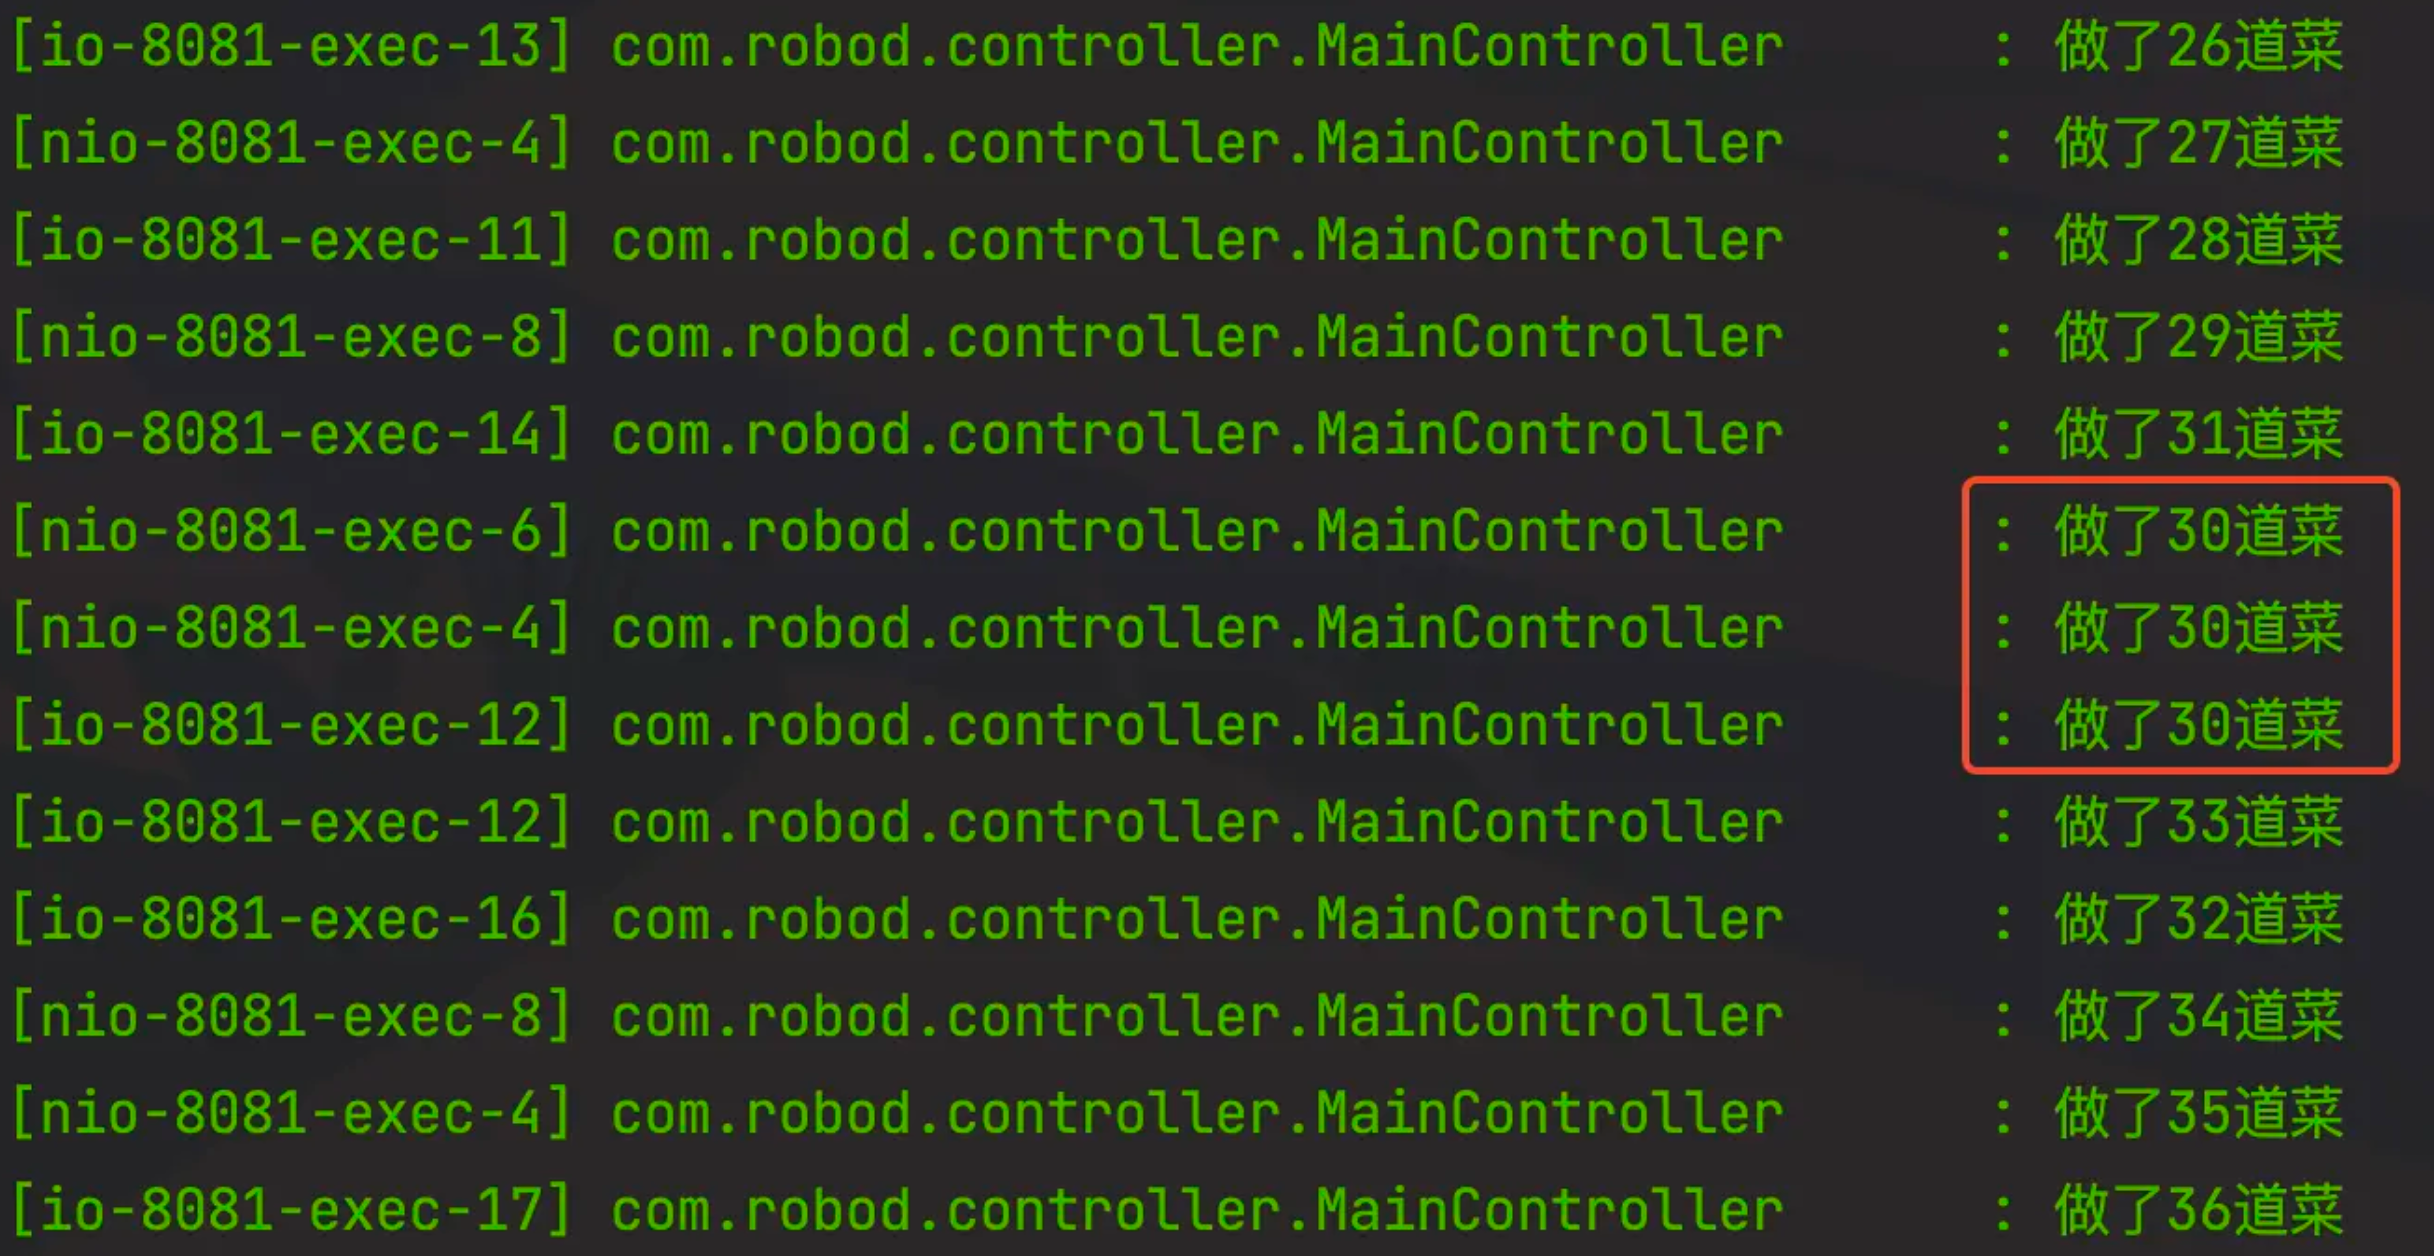 [io-8081-exec-13] com.robod.controller.MainController : 做了26道菜
[nio-8081-exec-4] com.robod.controller.MainController : 做了27道菜
[io-8081-exec-11] com.robod.controller.MainController : 做了28道菜
[nio-8081-exec-8] com.robod.controller.MainController : 做了29道菜
[io-8081-exec-14] com.robod.controller.MainController : 做了31道菜
[nio-8081-exec-6] com.robod.controller.MainController : 做了30道菜
[nio-8081-exec-4] com.robod.controller.MainController : 做了30道菜
[io-8081-exec-12] com.robod.controller.MainController : 做了30道菜
[io-8081-exec-12] com.robod.controller.MainController : 做了33道菜
[io-8081-exec-16] com.robod.controller.MainController : 做了32道菜
[nio-8081-exec-8] com.robod.controller.MainController : 做了34道菜
[nio-8081-exec-4] com.robod.controller.MainController : 做了35道菜
[io-8081-exec-17] com.robod.controller.MainController : 做了36道菜